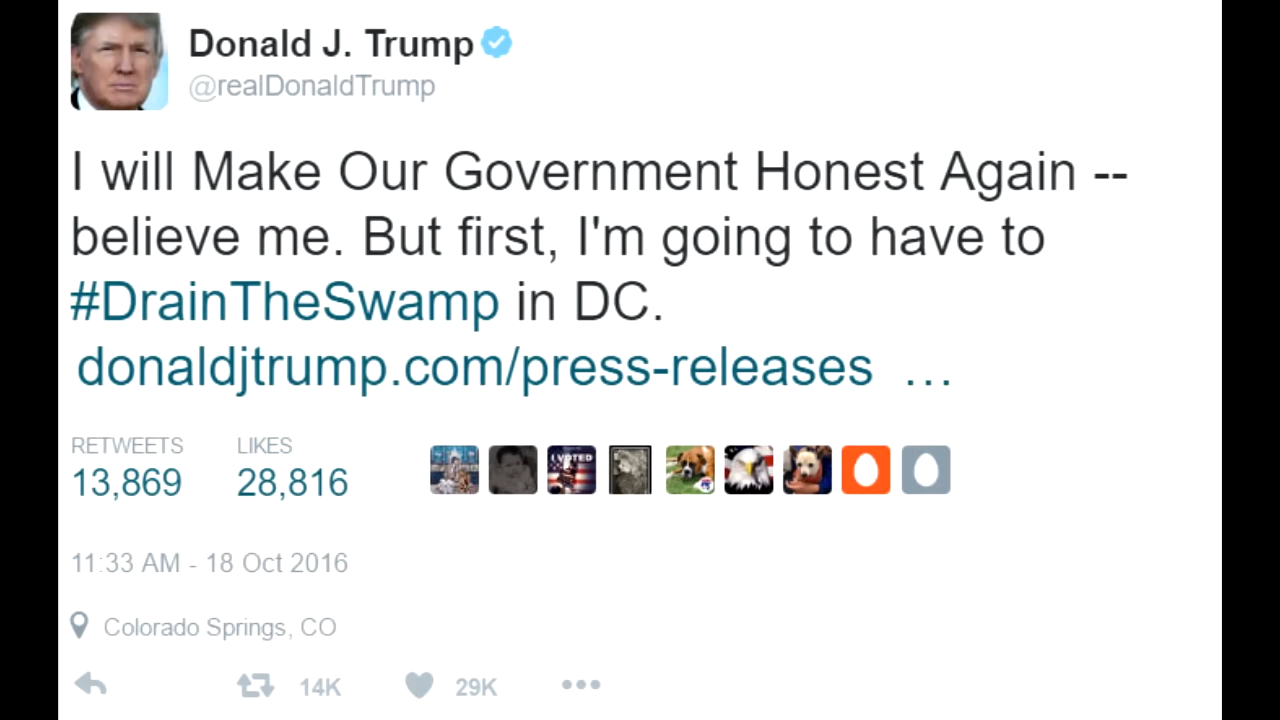 Donald J. Trump
@realDonaldTrump
I will Make Our Government Honest Again --
believe me. But first, I'm going to have to
#DrainTheSwamp in DC.
donaldjtrump.com/press-releases …
RETWEETS LIKES
13,869 28,816
I VOTED
11:33 AM - 18 Oct 2016
Colorado Springs, CO
14K 29K